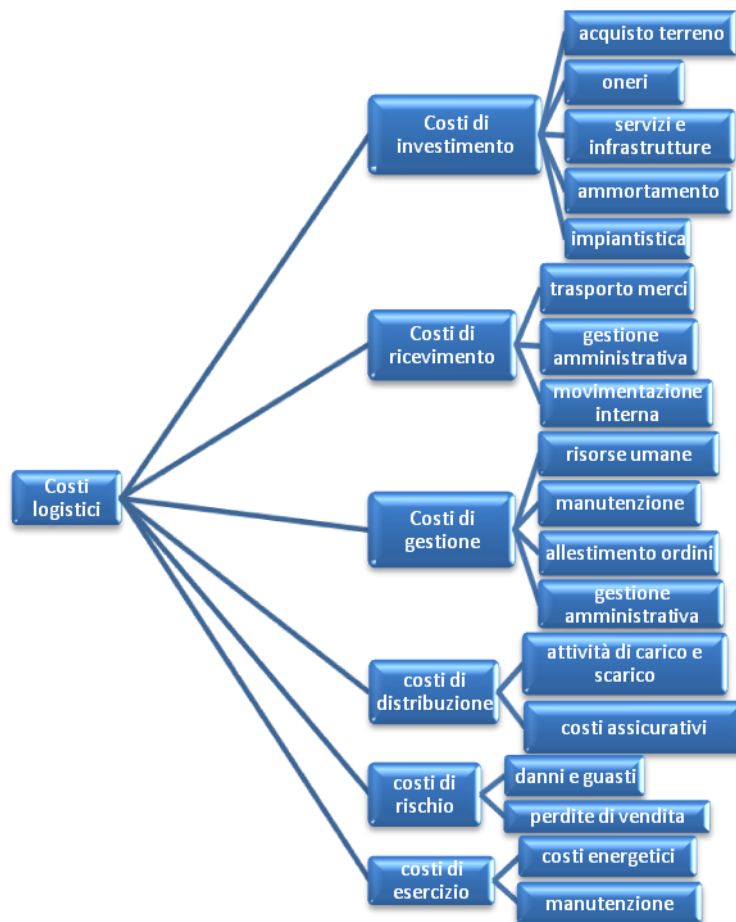 Costi
logistici
Costi di
investimento
acquisto terreno
oneri
servizi e
infrastrutture
ammortamento
impiantistica
Costi di
ricevimento
trasporto merci
gestione
amministrativa
movimentazione
interna
Costi di
gestione
risorse umane
manutenzione
allestimento ordini
gestione
amministrativa
costi di
distribuzione
attività di carico e
scarico
costi assicurativi
costi di
rischio
danni e guasti
perdite di vendita
costi di
esercizio
costi energetici
manutenzione